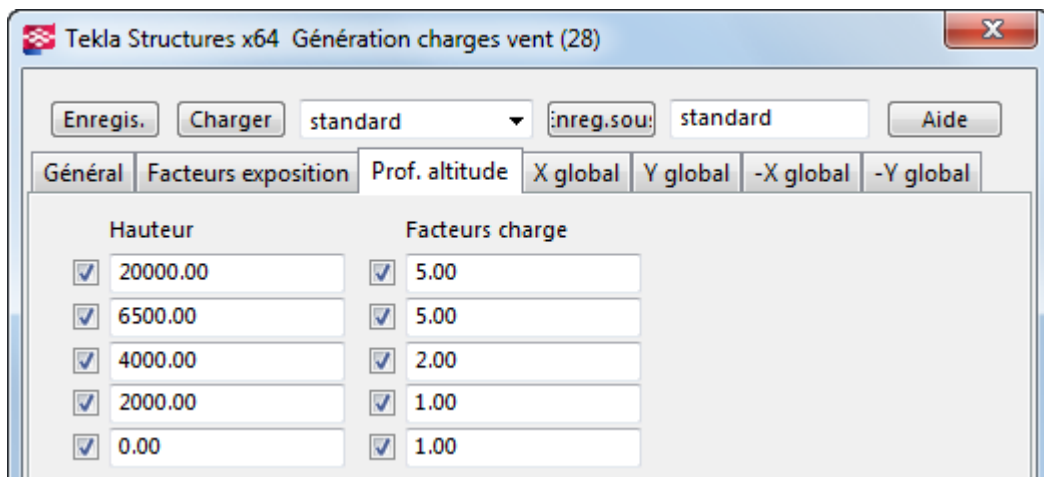 Tekla Structures x64 Génération charges vent (28)
Enregis. Charger standard Enreg.sous standard Aide
Général Facteurs exposition Prof. altitude X global Y global -X global -Y global
Hauteur Facteurs charge
20000.00 5.00
6500.00 5.00
4000.00 2.00
2000.00 1.00
0.00 1.00